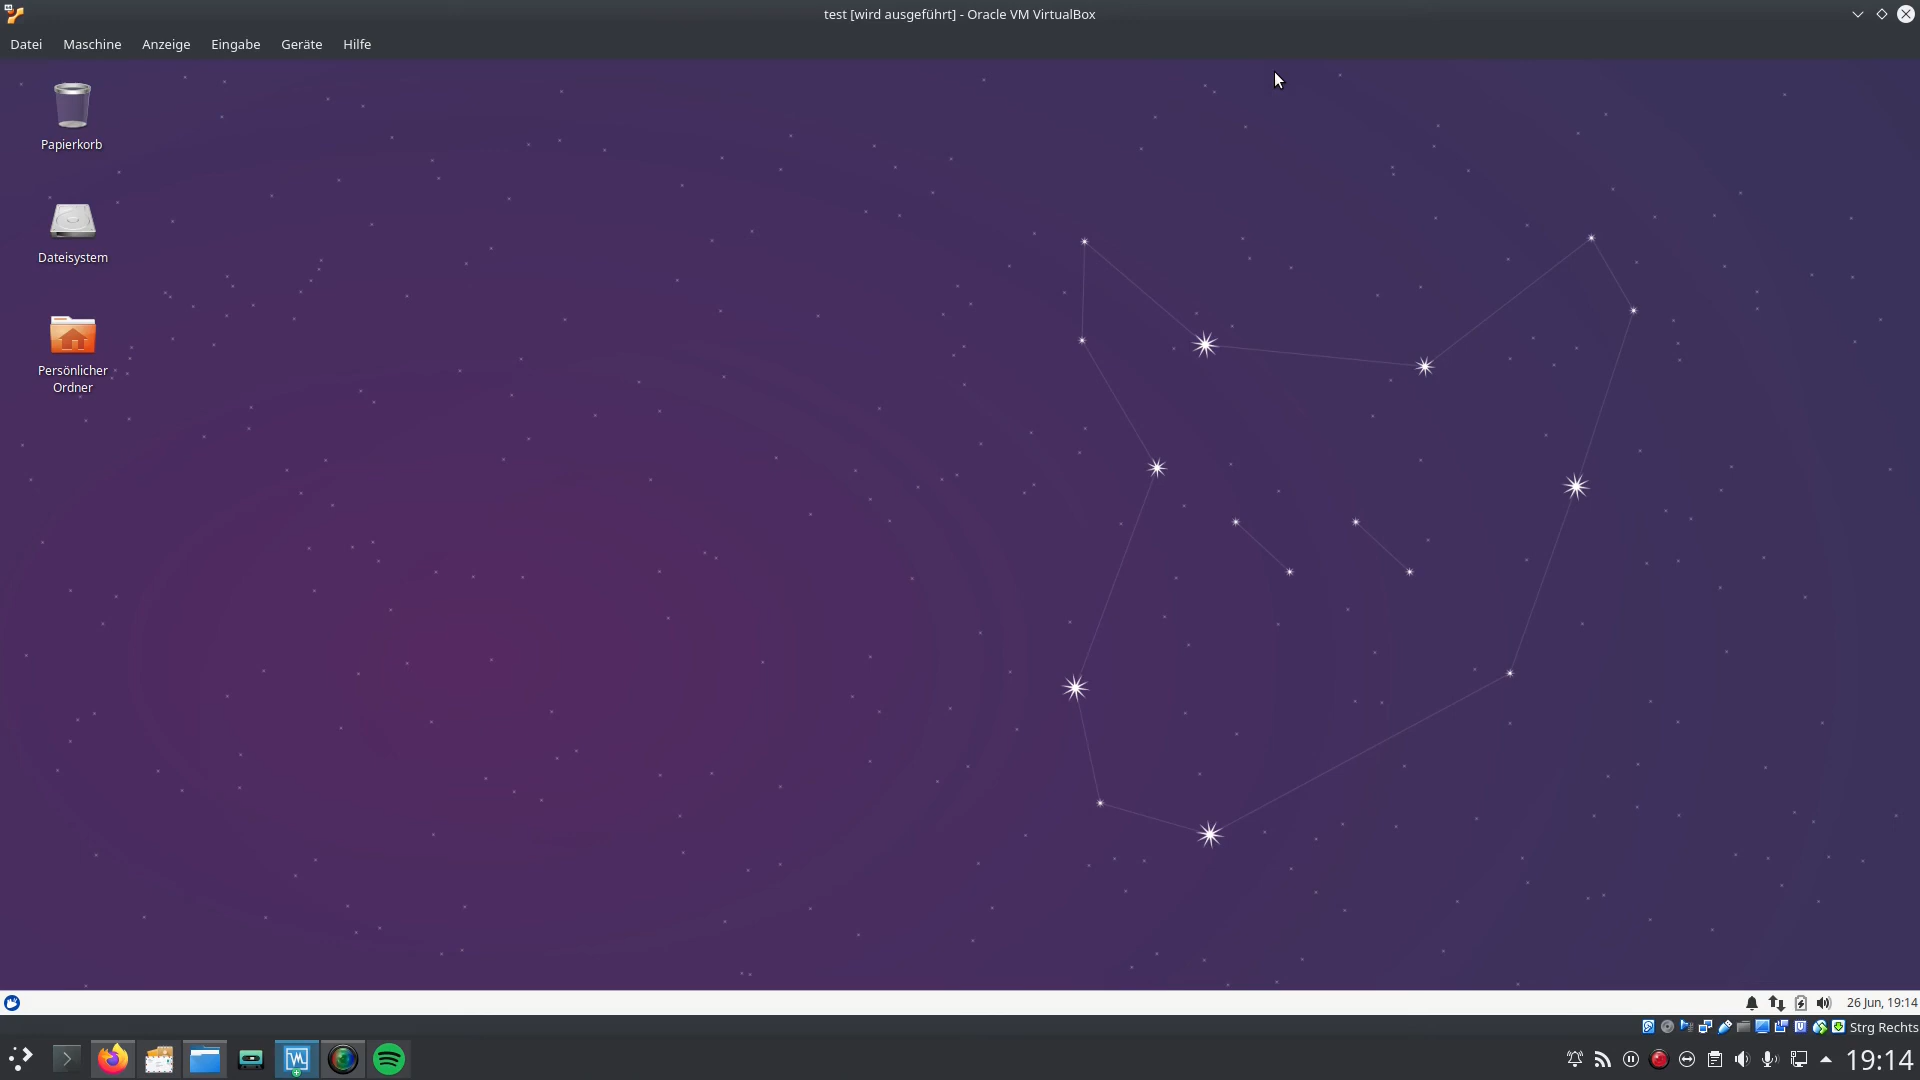 test [wird ausgeführt] - Oracle VM VirtualBox
Datei Maschine Anzeige Eingabe Geräte Hilfe
Papierkorb
Dateisystem
Persönlicher
Ordner
26 Jun, 19:14
Strg Rechts
19:14